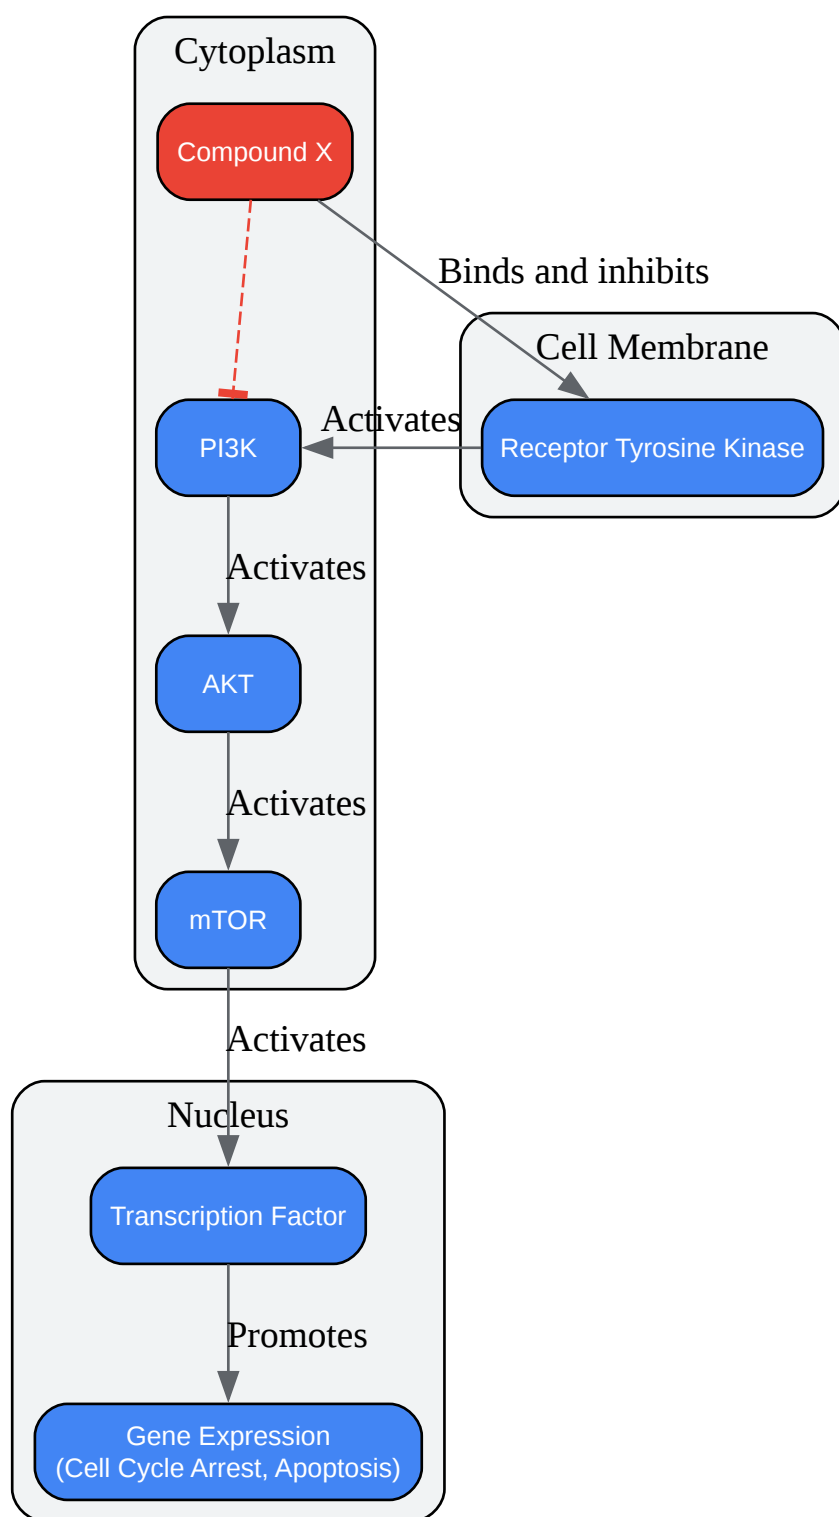 Cytoplasm
Compound X
Binds and inhibits
Cell Membrane
Activates
PI3K
Receptor Tyrosine Kinase
Activates
AKT
Activates
mTOR
Activates
Nucleus
Transcription Factor
Promotes
Gene Expression
(Cell Cycle Arrest, Apoptosis)